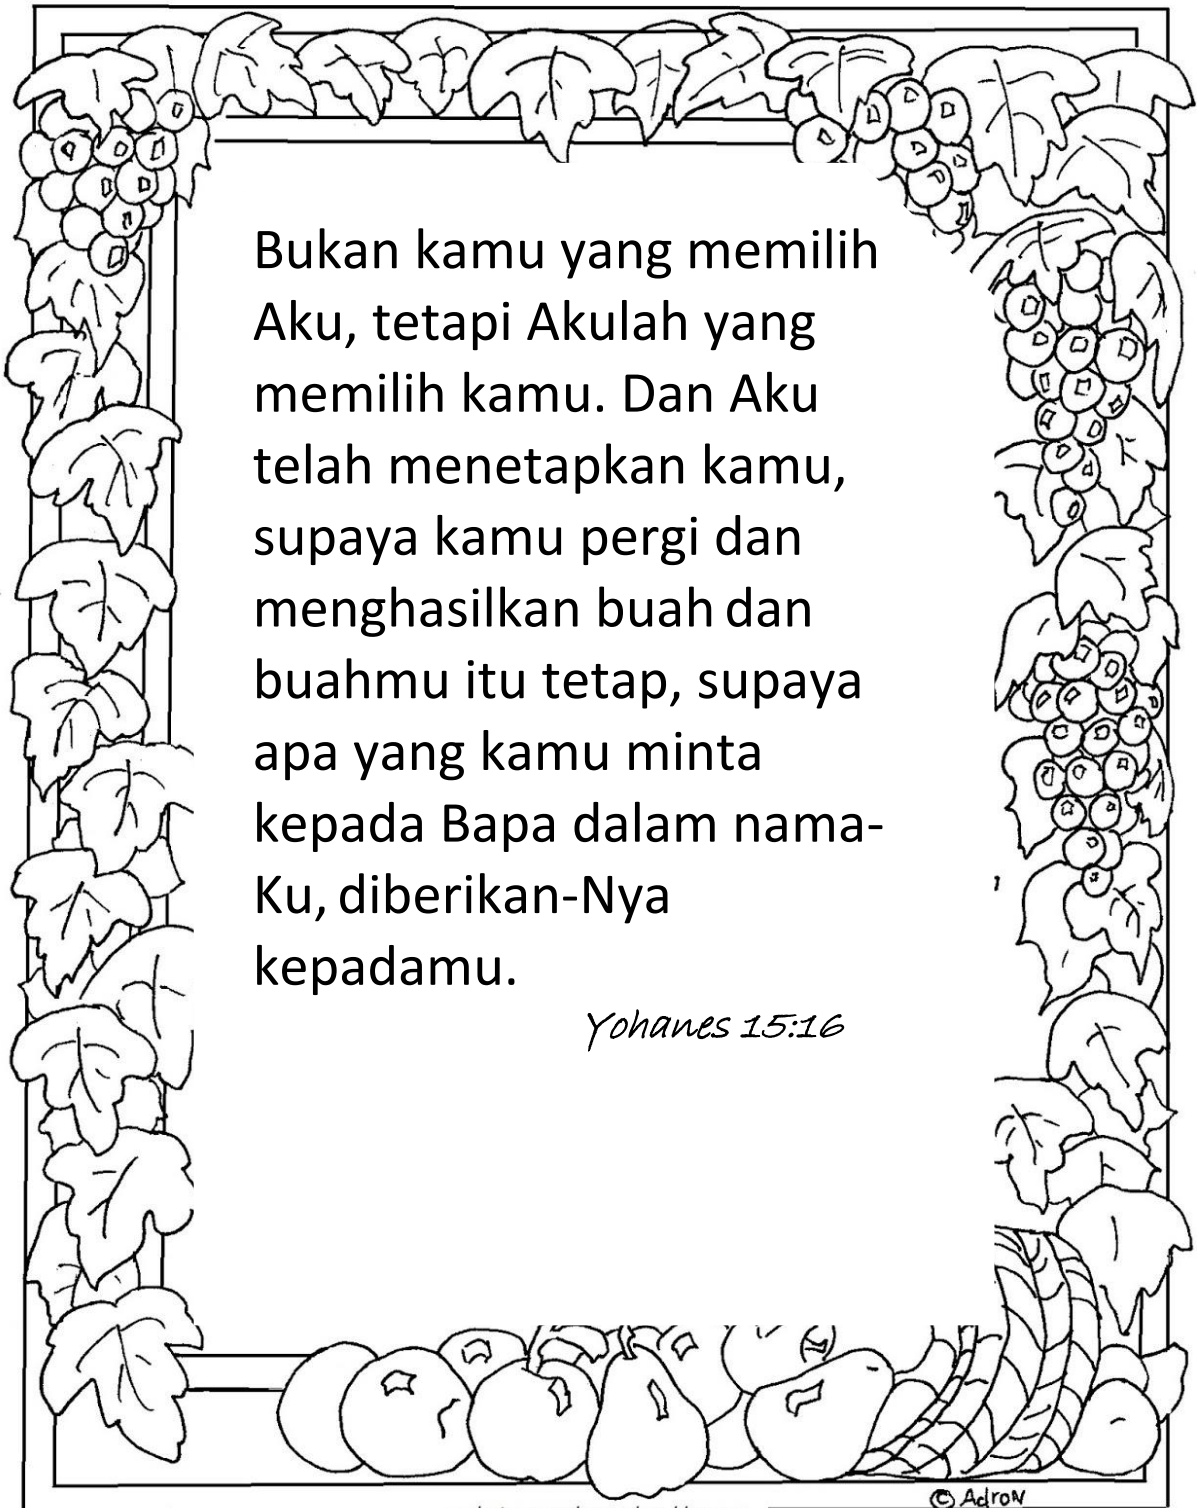 Bukan kamu yang memilih
Aku, tetapi Akulah yang
memilih kamu. Dan Aku
telah menetapkan kamu,
supaya kamu pergi dan
menghasilkan buah dan
buahmu itu tetap, supaya
apa yang kamu minta
kepada Bapa dalam nama-
Ku, diberikan-Nya
kepadamu.
Yohanes 15:16
© Adron